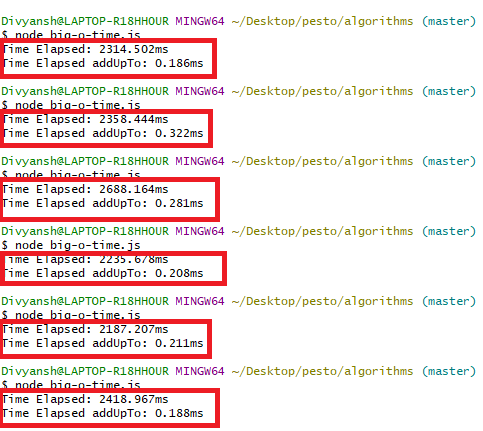 Divyansh@LAPTOP-R18HHOUR MINGW64 ~/Desktop/pesto/algorithms (master)
$ node big-o-time.js
Time Elapsed: 2314.502ms
Time Elapsed addUpTo: 0.186ms
Divyansh@LAPTOP-R18HHOUR MINGW64 ~/Desktop/pesto/algorithms (master)
$ node big-o-time.js
Time Elapsed: 2358.444ms
Time Elapsed addUpTo: 0.322ms
Divyansh@LAPTOP-R18HHOUR MINGW64 ~/Desktop/pesto/algorithms (master)
$ node big-o-time.js
Time Elapsed: 2688.164ms
Time Elapsed addUpTo: 0.281ms
Divyansh@LAPTOP-R18HHOUR MINGW64 ~/Desktop/pesto/algorithms (master)
$ node big-o-time.js
Time Elapsed: 2235.678ms
Time Elapsed addUpTo: 0.208ms
Divyansh@LAPTOP-R18HHOUR MINGW64 ~/Desktop/pesto/algorithms (master)
$ node big-o-time.js
Time Elapsed: 2187.207ms
Time Elapsed addUpTo: 0.211ms
Divyansh@LAPTOP-R18HHOUR MINGW64 ~/Desktop/pesto/algorithms (master)
$ node big-o-time.js
Time Elapsed: 2418.967ms
Time Elapsed addUpTo: 0.188ms